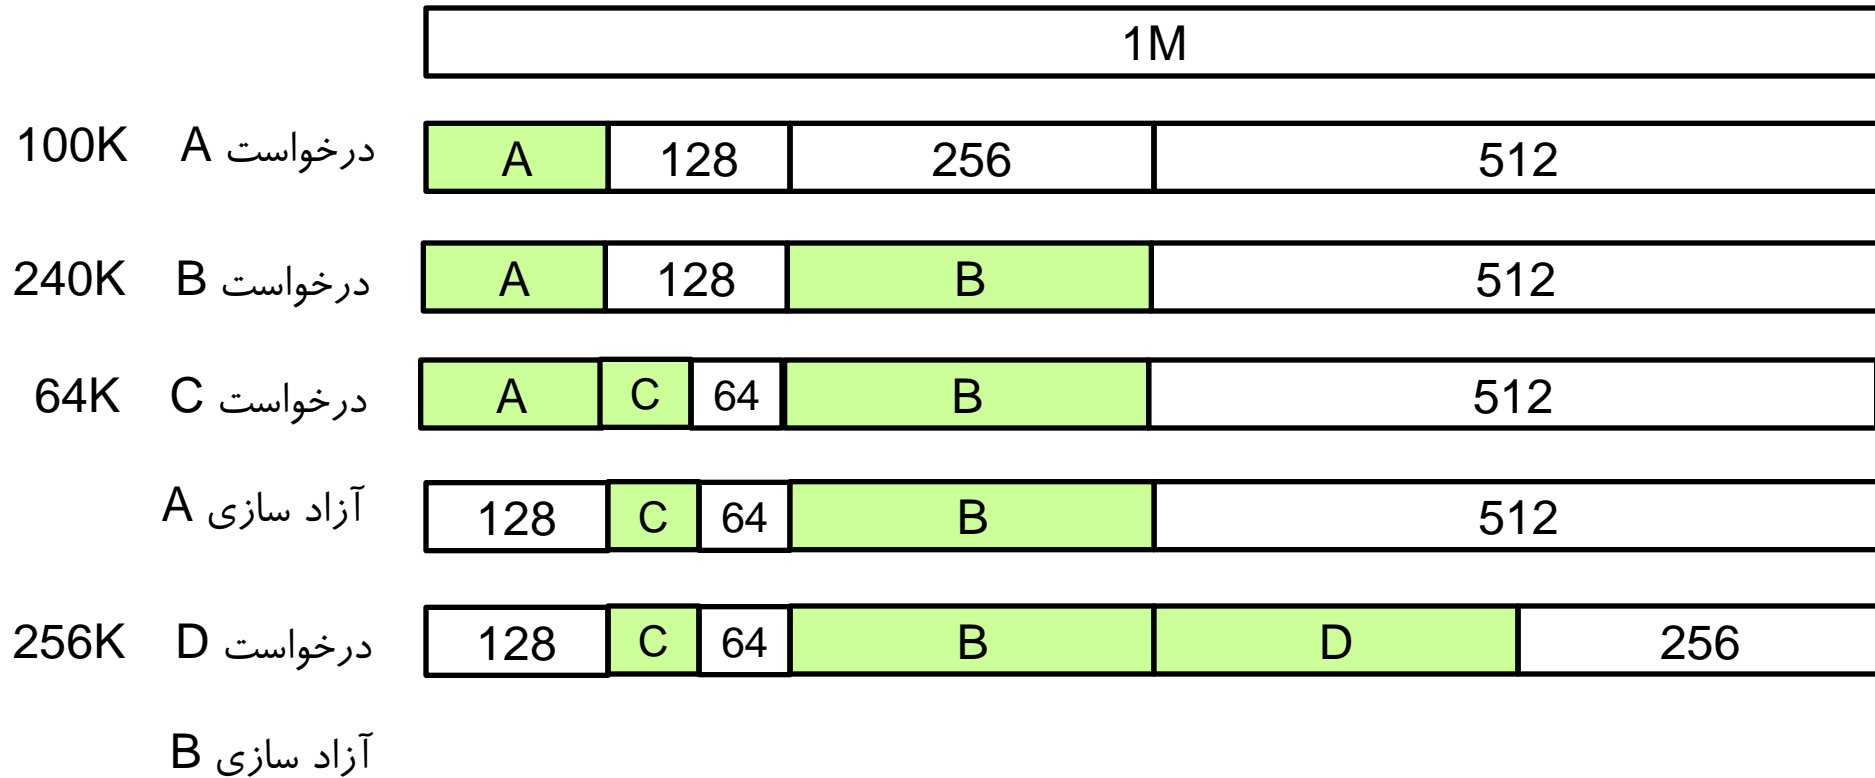 1M
درخواست A 100K A 128 256 512
درخواست B 240K A 128 B 512
درخواست C 64K A C 64 B 512
آزاد سازی A 128 C 64 B 512
درخواست D 256K 128 C 64 B D 256
آزاد سازی B